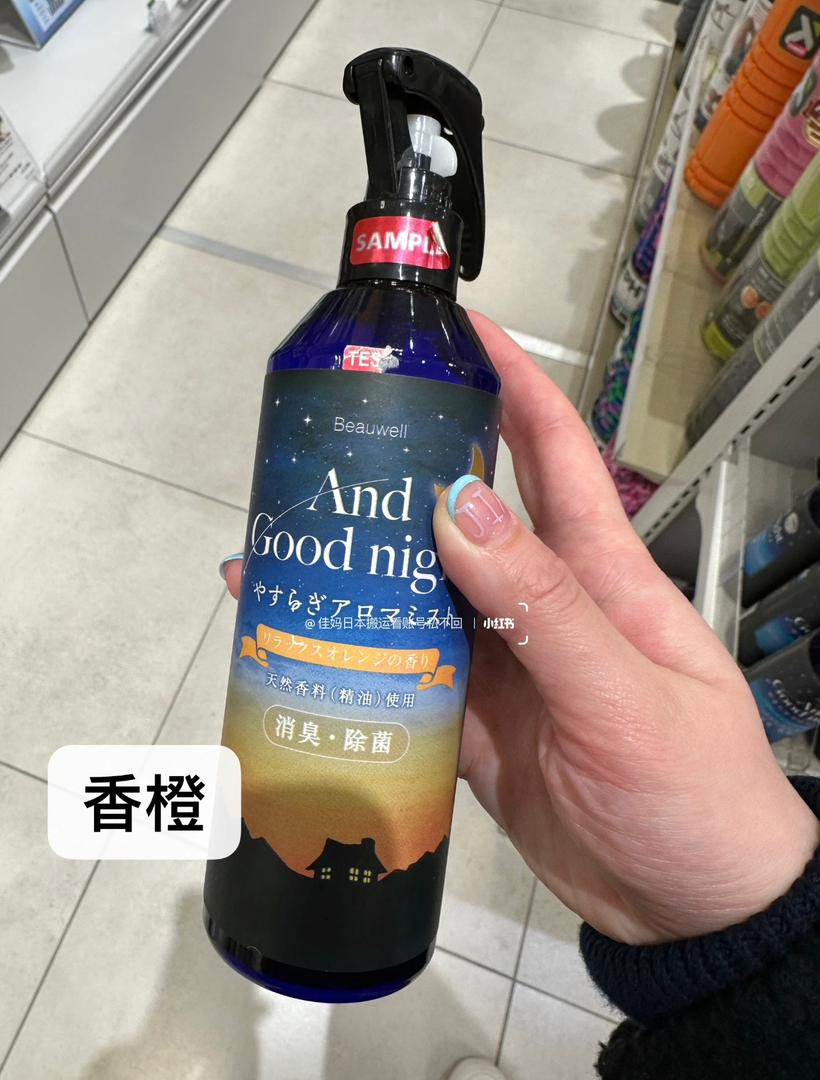 SAMPLE
TES
Beauwell
And
Good nig
やすらぎアロマミスト
@佳妈日本搬运看账号私不回 | 小红书
リラックスオレンジの香り
天然香料(精油)使用
消臭・除菌
香橙